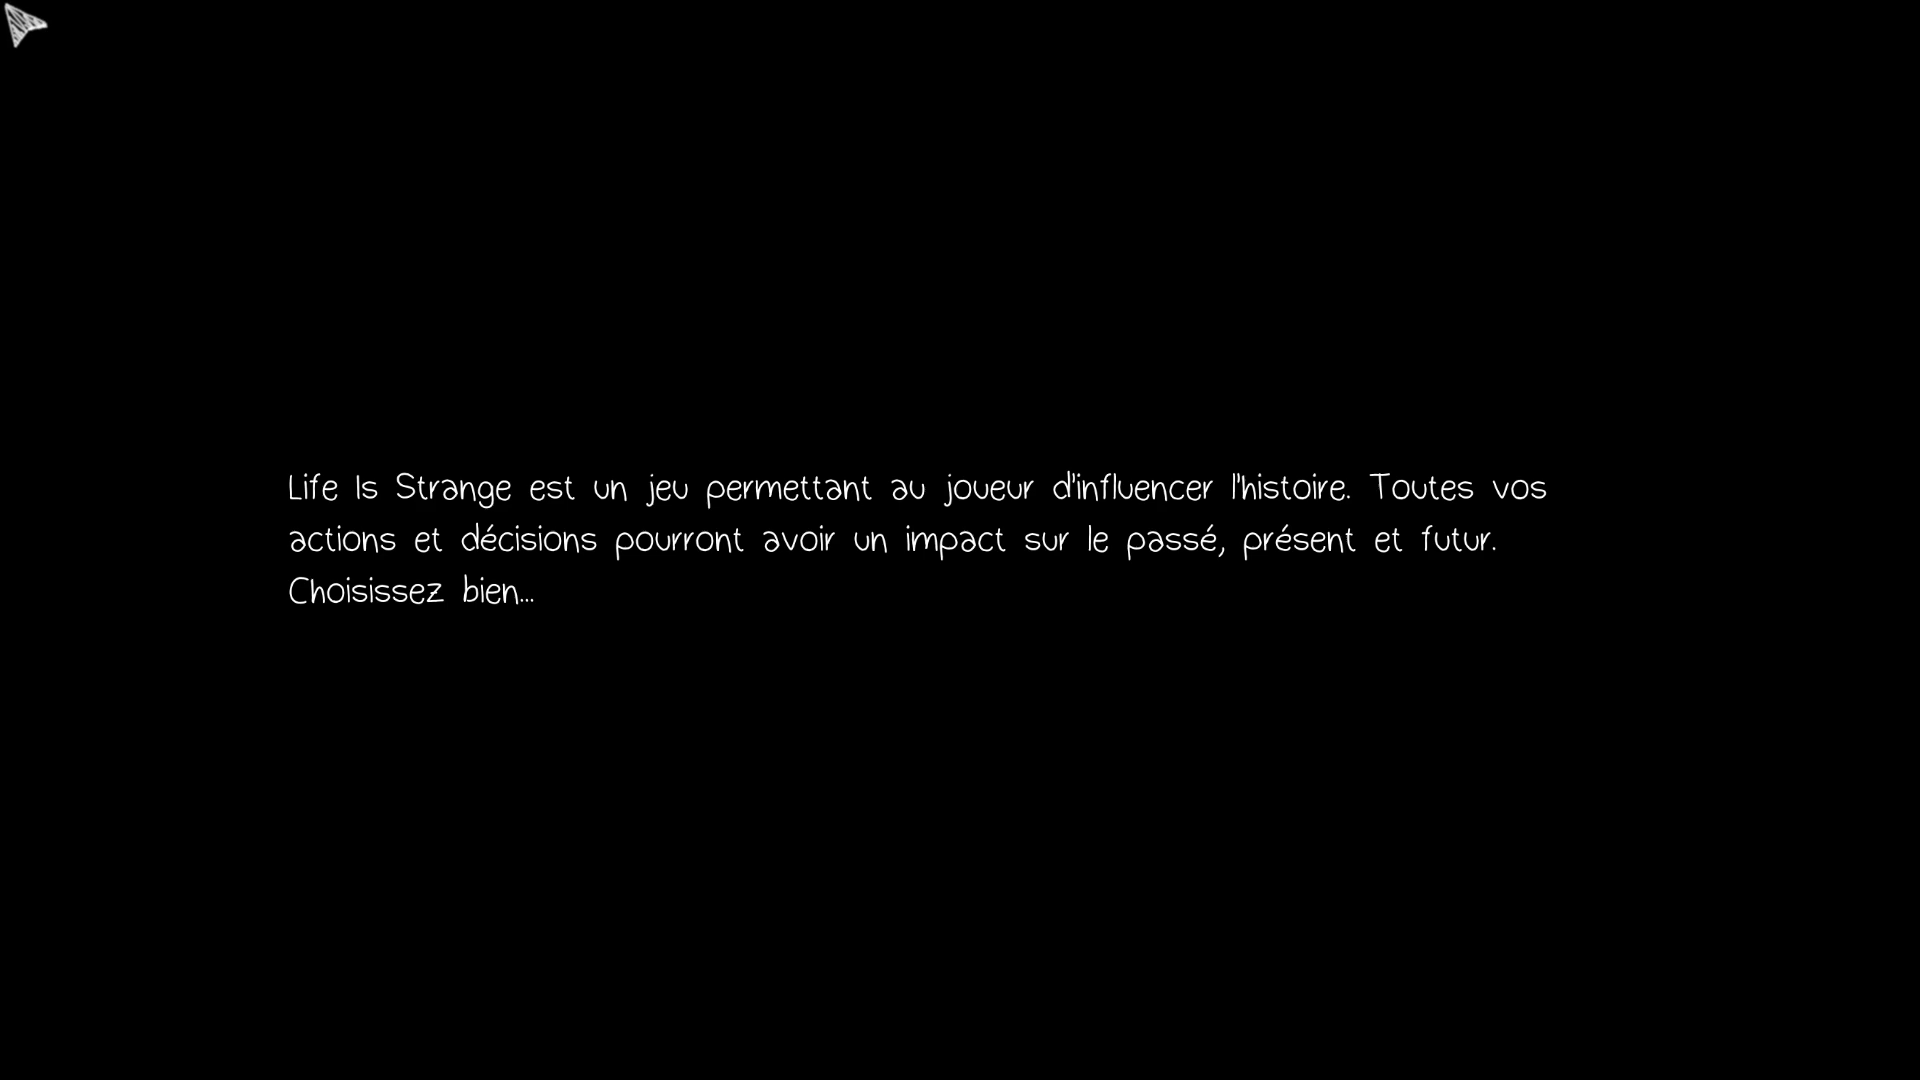 Life Is Strange est un jeu permettant au joueur d'influencer l'histoire. Toutes vos
actions et décisions pourront avoir un impact sur le passé, présent et futur.
Choisissez bien...